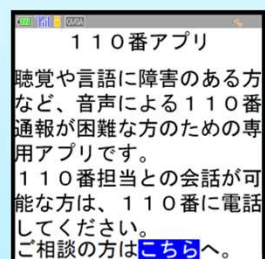 QVGA
１１０番アプリ
聴覚や言語に障害のある方
など、音声による１１０番
通報が困難な方のための専
用アプリです。
１１０番担当との会話が可
能な方は、１１０番に電話
してください。
ご相談の方はこちらへ。